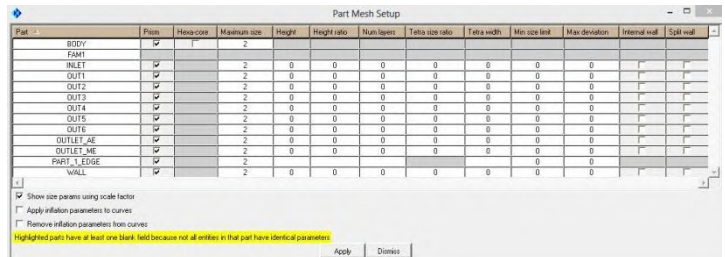 Part Mesh Setup
Part Prism Hexa-core Maximum size Height Height ratio Num layers Tetra size ratio Tetra width Min size limit Max deviation Internal wall Split wall
BODY 2
FAM1
INLET 2 0 0 0 0 0 0 0
OUT1 2 0 0 0 0 0 0 0
OUT2 2 0 0 0 0 0 0 0
OUT3 2 0 0 0 0 0 0 0
OUT4 2 0 0 0 0 0 0 0
OUT5 2 0 0 0 0 0 0 0
OUT6 2 0 0 0 0 0 0 0
OUTLET_AE 2 0 0 0 0 0 0 0
OUTLET_ME 2 0 0 0 0 0 0 0
PART_1_EDGE 2 0 0
WALL 2 0 0 0 0 0 0 0
Show size params using scale factor
Apply inflation parameters to curves
Remove inflation parameters from curves
Highlighted parts have at least one blank field because not all entities in that part have identical parameters
Apply Dismiss